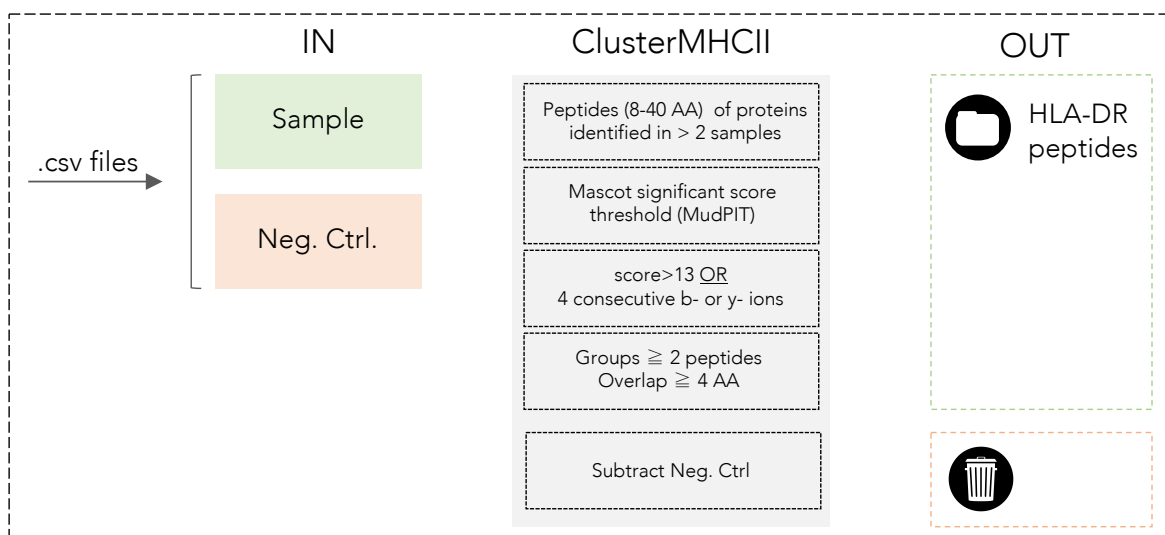 IN
ClusterMHCII
OUT
.csv files
Sample
Neg. Ctrl.
Peptides (8-40 AA) of proteins
identified in > 2 samples
Mascot significant score
threshold (MudPIT)
score>13 OR
4 consecutive b- or y- ions
Groups ≧ 2 peptides
Overlap ≧ 4 AA
Subtract Neg. Ctrl
HLA-DR
peptides